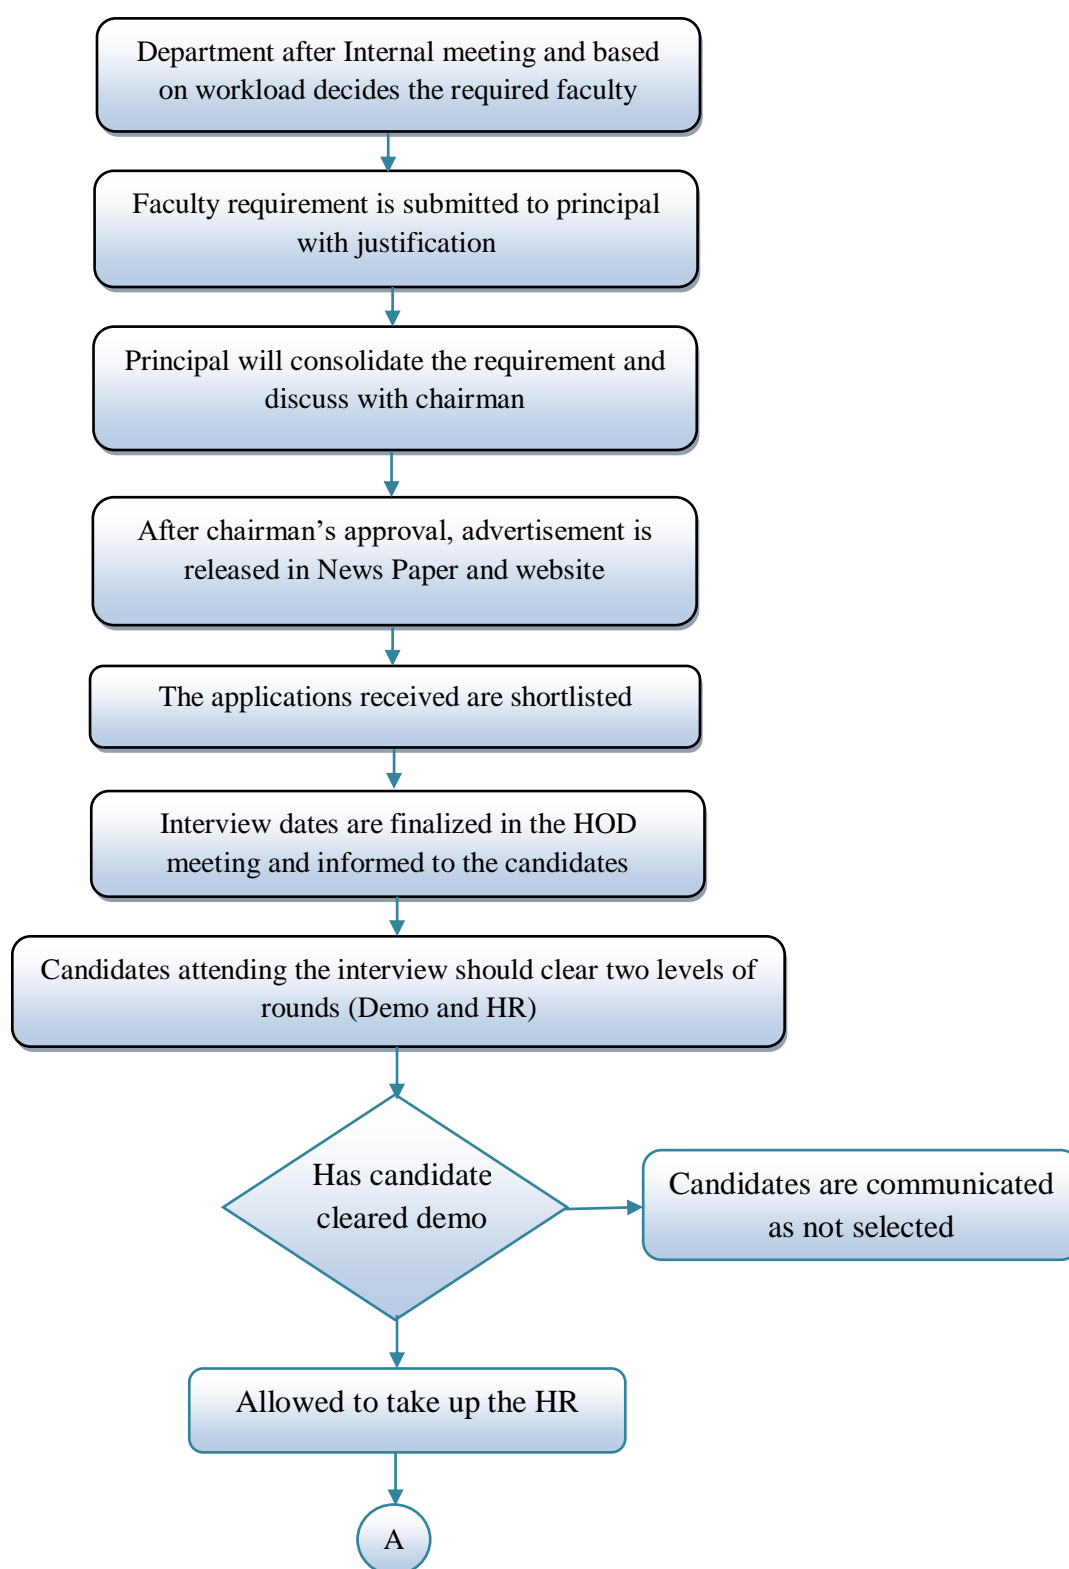 Department after Internal meeting and based
on workload decides the required faculty
Faculty requirement is submitted to principal
with justification
Principal will consolidate the requirement and
discuss with chairman
After chairman’s approval, advertisement is
released in News Paper and website
The applications received are shortlisted
Interview dates are finalized in the HOD
meeting and informed to the candidates
Candidates attending the interview should clear two levels of
rounds (Demo and HR)
Has candidate
cleared demo
Candidates are communicated
as not selected
Allowed to take up the HR
A